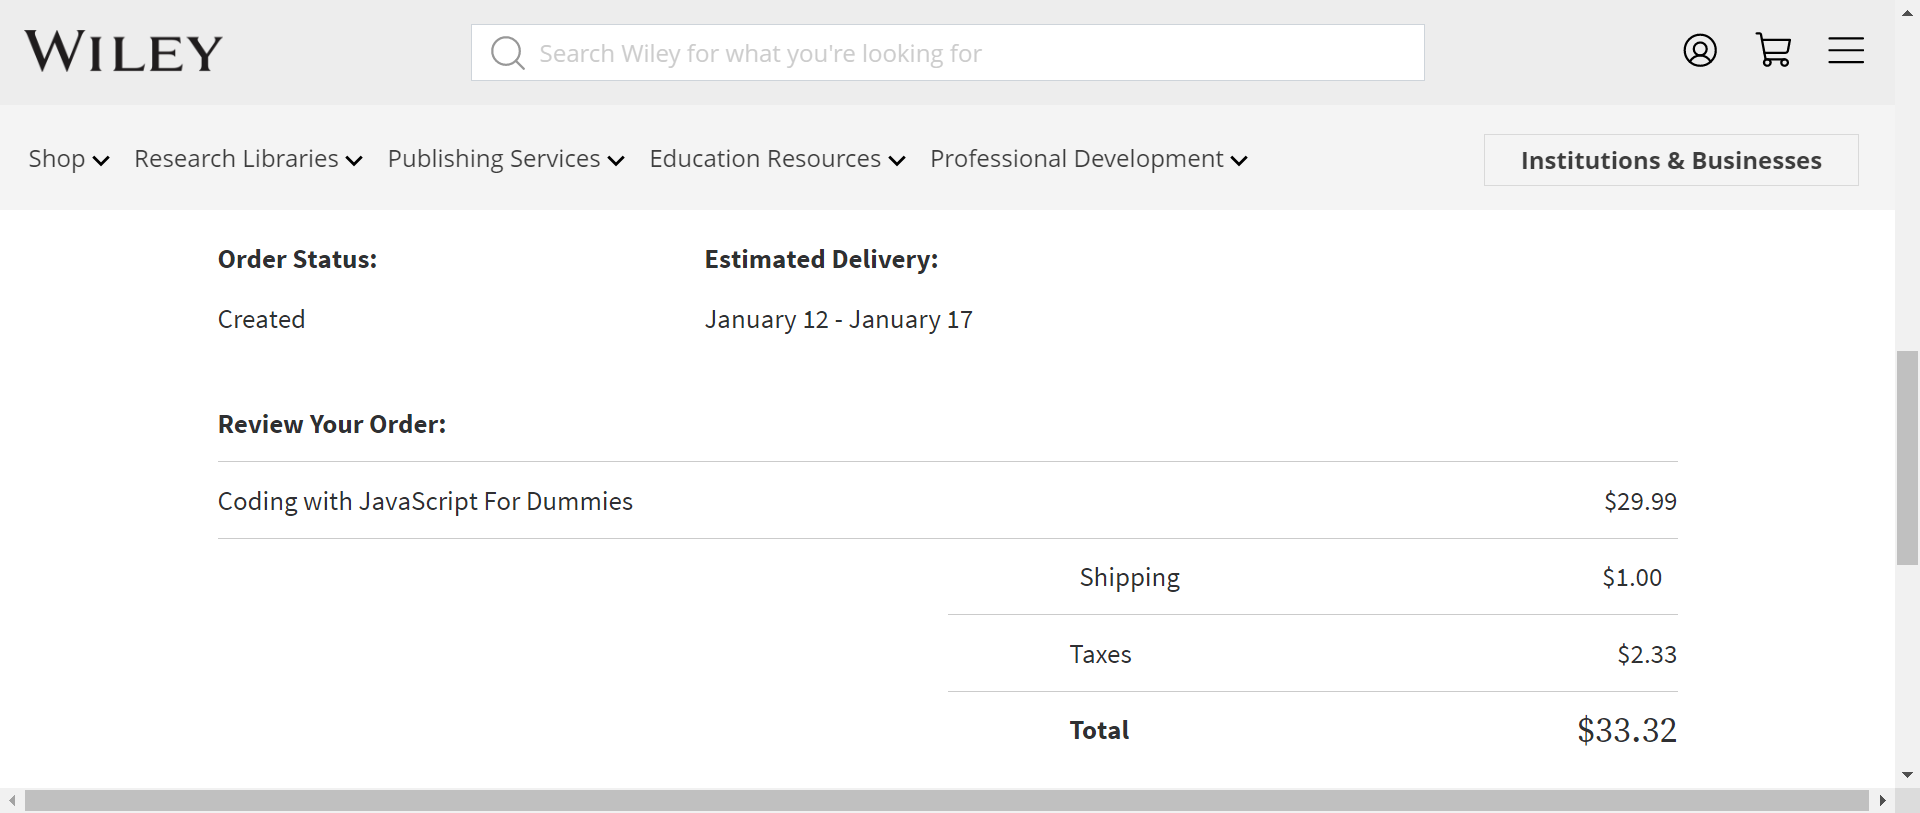 WILEY
Search Wiley for what you're looking for
Shop Research Libraries Publishing Services Education Resources Professional Development Institutions & Businesses
Order Status: Estimated Delivery:
Created January 12 - January 17
Review Your Order:
Coding with JavaScript For Dummies $29.99
Shipping $1.00
Taxes $2.33
Total $33.32